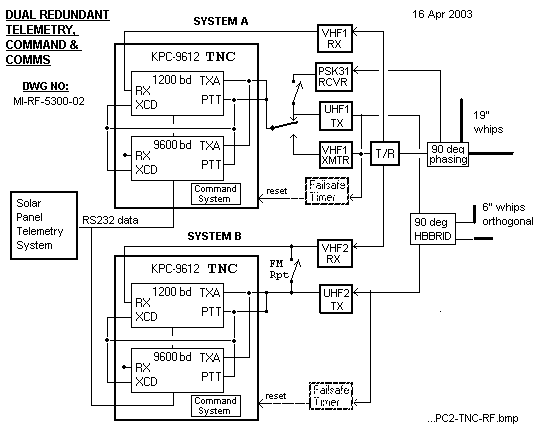 DUAL REDUNDANT
TELEMETRY,
COMMAND &
COMMS
DWG NO:
MI-RF-5300-02
SYSTEM A
16 Apr 2003
KPC-9612 TNC
1200 bd TXA
PTT
RX
XCD
9600 bd TXA
PTT
RX
XCD
Command
System
VHF1
RX
PSK31
RCVR
UHF1
TX
VHF1
XMTR
T/R
90 deg
phasing
19"
whips
reset
Failsafe
Timer
Solar
Panel
Telemetry
System
RS232 data
6" whips
orthogonal
90 deg
HBBRID
SYSTEM B
KPC-9612 TNC
1200 bd TXA
PTT
RX
XCD
9600 bd TXA
PTT
RX
XCD
Command
System
FM
Rpt
VHF2
RX
UHF2
TX
reset
Failsafe
Timer
...PC2-TNC-RF.bmp